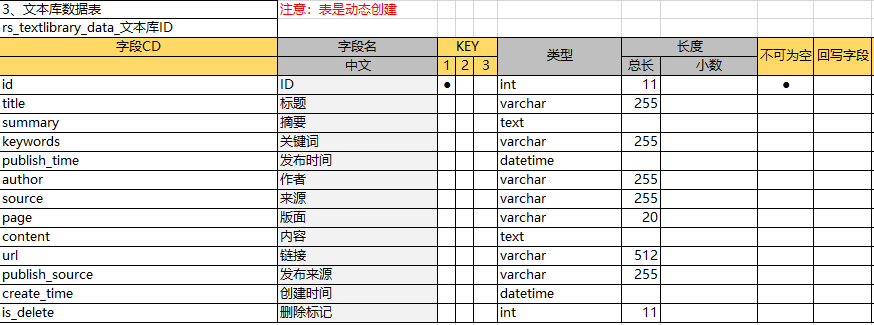 3、文本库数据表 注意：表是动态创建
rs_textlibrary_data_文本库ID
字段CD 字段名 KEY 类型 长度 不可为空 回写字段
中文 1 2 3 总长 小数
id ID ● int 11 ●
title 标题 varchar 255
summary 摘要 text
keywords 关键词 varchar 255
publish_time 发布时间 datetime
author 作者 varchar 255
source 来源 varchar 255
page 版面 varchar 20
content 内容 text
url 链接 varchar 512
publish_source 发布来源 varchar 255
create_time 创建时间 datetime
is_delete 删除标记 int 11